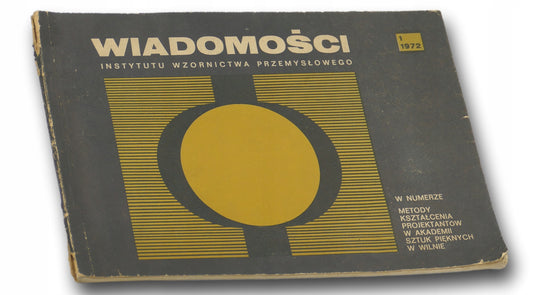 WIADOMOŚCI
INSTYTUTU WZORNICTWA PRZEMYSŁOWEGO
1
1972
W NUMERZE
METODY
KSZTAŁCENIA
PROJEKTANTÓW
W AKADEMII
SZTUK PIĘKNYCH
W WILNIE